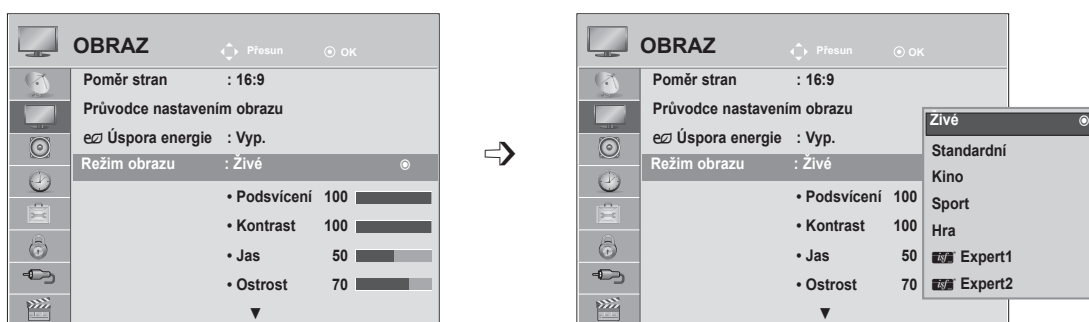 OBRAZ Přesun OK
Poměr stran : 16:9
Průvodce nastavením obrazu
Úspora energie : Vyp.
Režim obrazu : Živé
• Podsvícení 100
• Kontrast 100
• Jas 50
• Ostrost 70
OBRAZ Přesun OK
Poměr stran : 16:9
Průvodce nastavením obrazu
Úspora energie : Vyp.
Režim obrazu : Živé
• Podsvícení 100
• Kontrast 100
• Jas 50
• Ostrost 70
Živé
Standardní
Kino
Sport
Hra
isf Expert1
isf Expert2